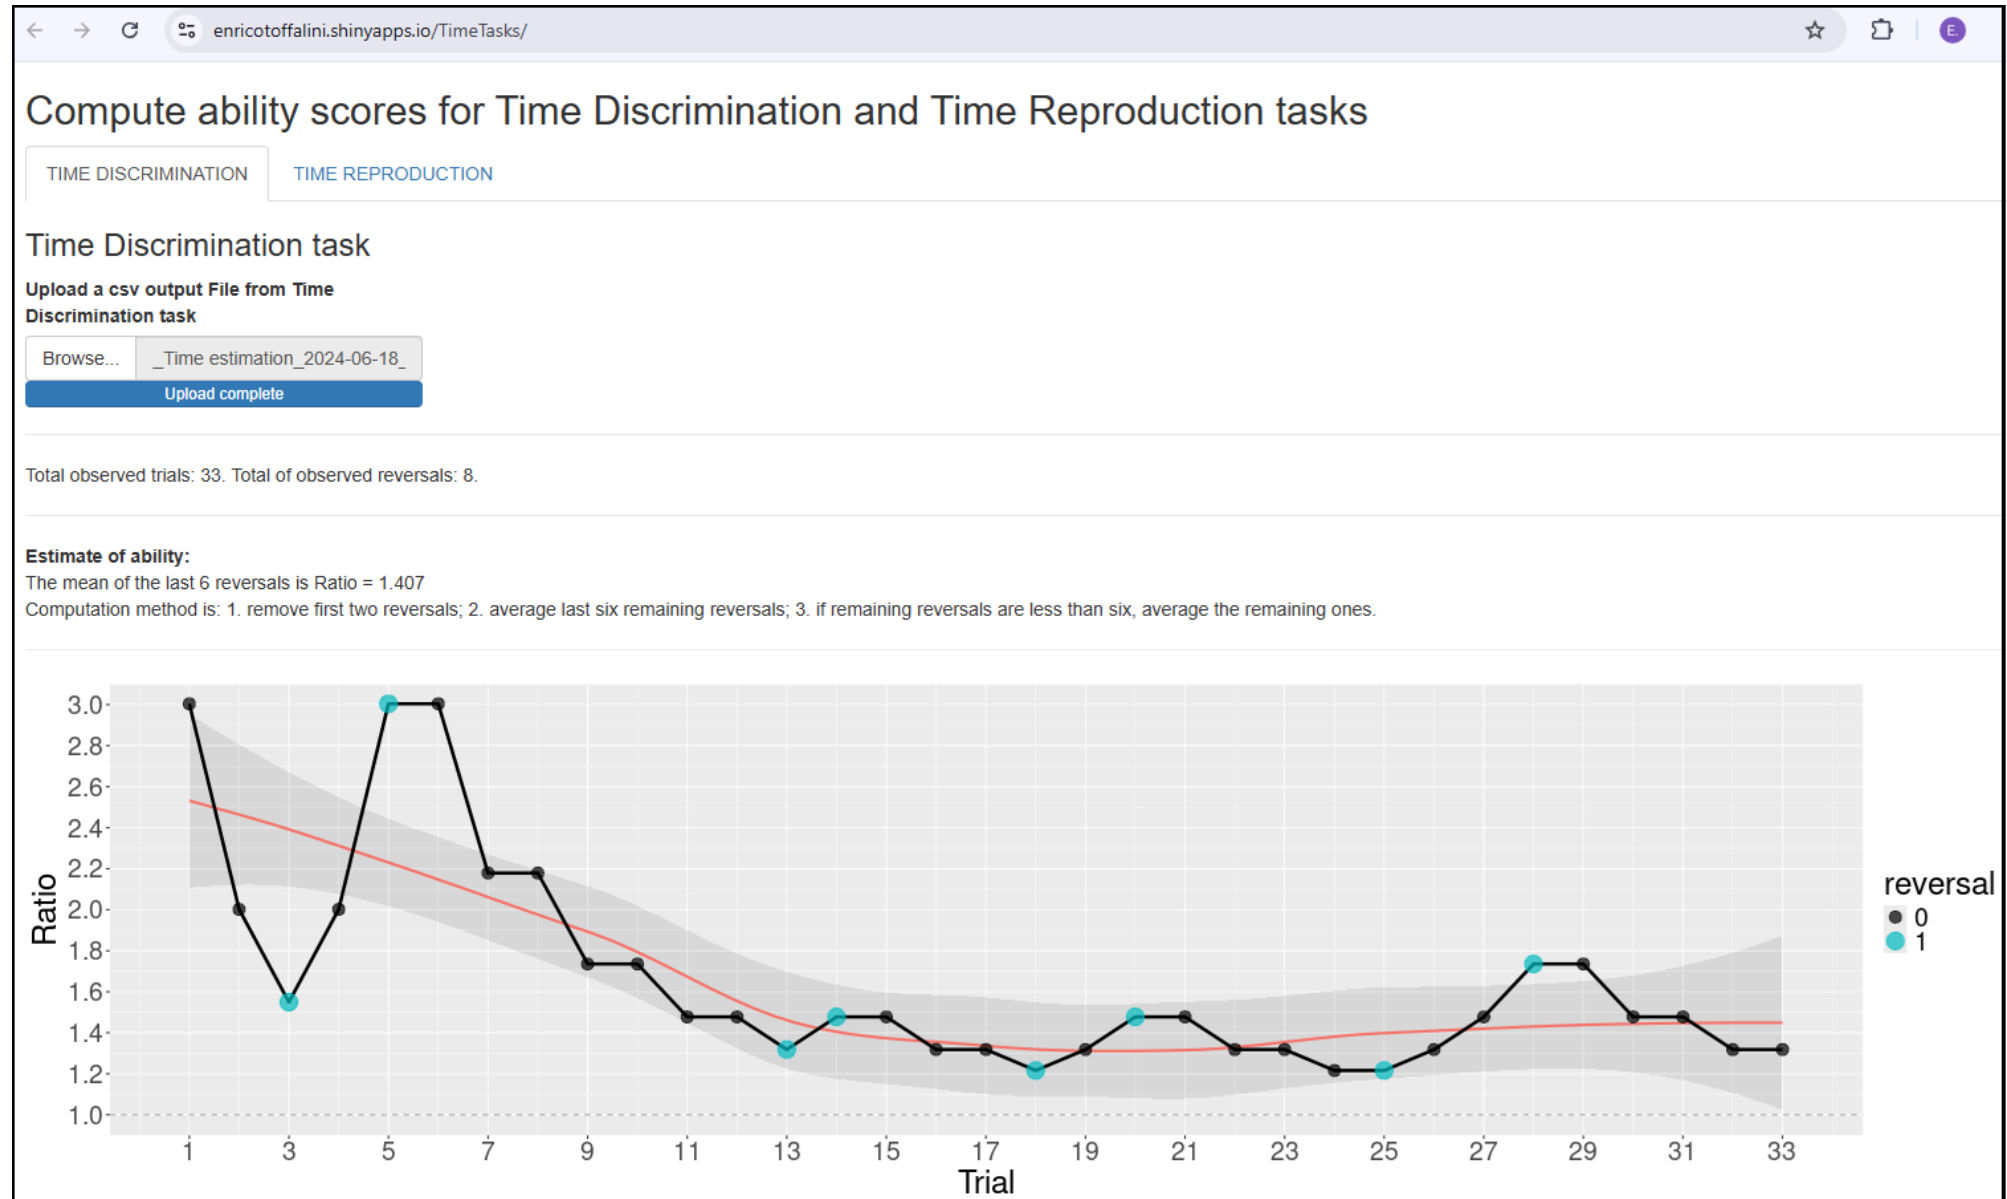 enricotoffalini.shinyapps.io/TimeTasks/
E.
Compute ability scores for Time Discrimination and Time Reproduction tasks
TIME DISCRIMINATION TIME REPRODUCTION
Time Discrimination task
Upload a csv output File from Time
Discrimination task
Browse... _Time estimation_2024-06-18_
Upload complete
Total observed trials: 33. Total of observed reversals: 8.
Estimate of ability:
The mean of the last 6 reversals is Ratio = 1.407
Computation method is: 1. remove first two reversals; 2. average last six remaining reversals; 3. if remaining reversals are less than six, average the remaining ones.
3.0
2.8
2.6
2.4
2.2
2.0
1.8
1.6
1.4
1.2
1.0
Ratio
reversal
0
1
1 3 5 7 9 11 13 15 17 19 21 23 25 27 29 31 33
Trial